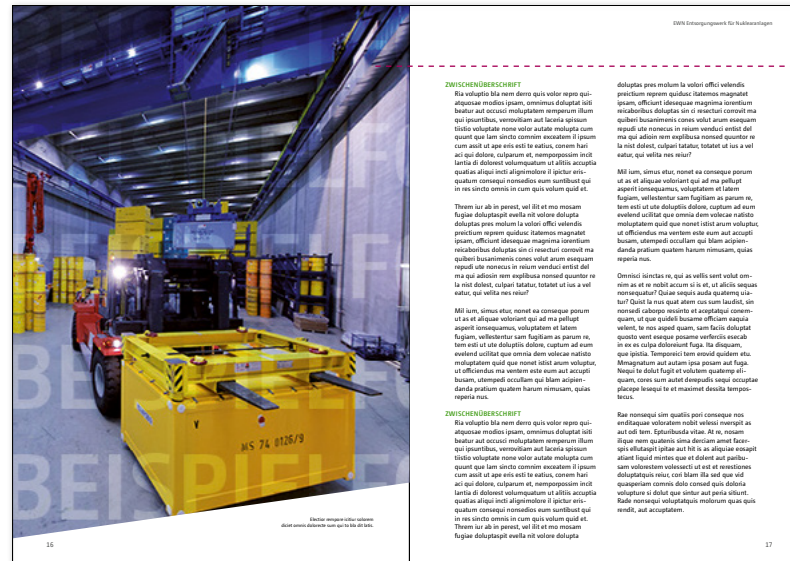 BEISPIELFOTO
BEISPIELFOTO
MS 74 0126/9
Electior rempore icitiur solorem
diciet omnis dolorecte sum qui to bla dit latis.
16
EWN Entsorgungswerk für Nuklearanlagen
ZWISCHENÜBERSCHRIFT
Ria voluptio bla nem derro quis volor repro qui-
atquosae modios ipsam, omnimus doluptat isiti
beatur aut occusci moluptatem remperum illum
qui ipsuntibus, verrovitiam aut laceria spissun
tiistio voluptate none volor autate molupta cum
quunt que lam sincto comnim exceatem il ipsum
cum assit ut ape eris esti te eatius, conem hari
aci qui dolore, culparum et, nemporpossim incit
lantia di dolorest volumquatum ut alitiis accuptia
quatias aliqui incti alignimolore il ipictur eris-
quatum consequi nonsedios eum suntibust qui
in res sincto omnis in cum quis volum quid et.
Threm iur ab in perest, vel ilit et mo mosam
fugiae doluptaspit evella nit volore dolupta
doluptas pres molum la volori offici velendis
preictium reprem quidusc itatemos magnatet
ipsam, officiunt idesequae magnima iorentium
reicaboribus doluptas sin ci resecturi corrovit ma
quiberi busanimenis cones volut arum esequam
repudi ute nonecus in reium venduci entist del
ma qui adiosin rem explibusa nonsed quuntor re
la nist dolest, culpari tatatur, totatet ut ius a vel
eatur, qui velita nes reiur?
Mil ium, simus etur, nonet ea conseque porum
ut as et aliquae voloriant qui ad ma pellupt
asperit ionsequamus, voluptatem et latem
fugiam, vellestentur sam fugitiam as parum re,
tem esti ut ute doluptiis dolore, cuptum ad eum
evelend ucilitat que omnia dem volecae natisto
moluptatem quid que nonet istist arum voluptur,
ut officiendus ma ventem este eum aut accupti
busam, utempedi occullam qui blam acipien-
danda pratium quatem harum nimusam, quias
reperia nus.
ZWISCHENÜBERSCHRIFT
Ria voluptio bla nem derro quis volor repro qui-
atquosae modios ipsam, omnimus doluptat isiti
beatur aut occusci moluptatem remperum illum
qui ipsuntibus, verrovitiam aut laceria spissun
tiistio voluptate none volor autate molupta cum
quunt que lam sincto comnim exceatem il ipsum
cum assit ut ape eris esti te eatius, conem hari
aci qui dolore, culparum et, nemporpossim incit
lantia di dolorest volumquatum ut alitiis accuptia
quatias aliqui incti alignimolore il ipictur eris-
quatum consequi nonsedios eum suntibust qui
in res sincto omnis in cum quis volum quid et.
Threm iur ab in perest, vel ilit et mo mosam
fugiae doluptaspit evella nit volore dolupta
doluptas pres molum la volori offici velendis
preictium reprem quidusc itatemos magnatet
ipsam, officiunt idesequae magnima iorentium
reicaboribus doluptas sin ci resecturi corrovit ma
quiberi busanimenis cones volut arum esequam
repudi ute nonecus in reium venduci entist del
ma qui adioin rem explibusa nonsed quuntor re
la nist dolest, culpari tatatur, totatet ut ius a vel
eatur, qui velita nes reiur?
Mil ium, simus etur, nonet ea conseque porum
ut as et aliquae voloriant qui ad ma pellupt
asperit ionsequamus, voluptatem et latem
fugiam, vellestentur sam fugitiam as parum re,
tem esti ut ute doluptiis dolore, cuptum ad eum
evelend ucilitat que omnia dem volecae natisto
moluptatem quid que nonet istist arum voluptur,
ut officiendus ma ventem este eum aut accupti
busam, utempedi occullam qui blam acipien-
danda pratium quatem harum nimusam, quias
reperia nus.
Omnisci isinctas re, qui as vellis sent volut om-
nim as et re nobit accum si is et, ut aliciis sequas
nonsequatur? Quiae sequis auda quatemq uia-
tur? Quist la nus quat atem cus sum laudist, sin
nonsedi caborpo ressinto et aceptatqui conem-
quam, ut que quideli busame officiam eaquia
velent, te nos asped quam, sam faciis doluptat
quosto vent eseque posame verferciis esecab
in ex es culpa doloreiunt fuga. Ita disquam,
que ipistia. Temporeici tem erovid quidem etu.
Mmagnatum aut autam ipsa posam aut fuga.
Nequi te dolut fugit et volutem quatemp eli-
quam, cores sum autet derepudis sequi occuptae
placepe lesequi te et maximet dessita tempos-
tecus.
Rae nonsequi sim quatiis pori conseque nos
enditaquae voloratem nobit velessi nverspit as
aut odi tem. Epturibusda vitae. At re, nosam
ilique nem quatenis sima derciam amet facer-
spis ellutaspit ipitae aut hit is as aliquiae eosapit
atiant liquid mintes que et dolent aut paribu-
sam volorestem volessecti ut est et rerestiones
doluptatquis reiur, cori blam illa sed que vid
quasperiam comnis dolo consed quis doloria
volupture si dolut que sintur aut peria sitiunt.
Rade nonsequi voluptatquis molorum quas quis
rendit, aut accuptatem.
17